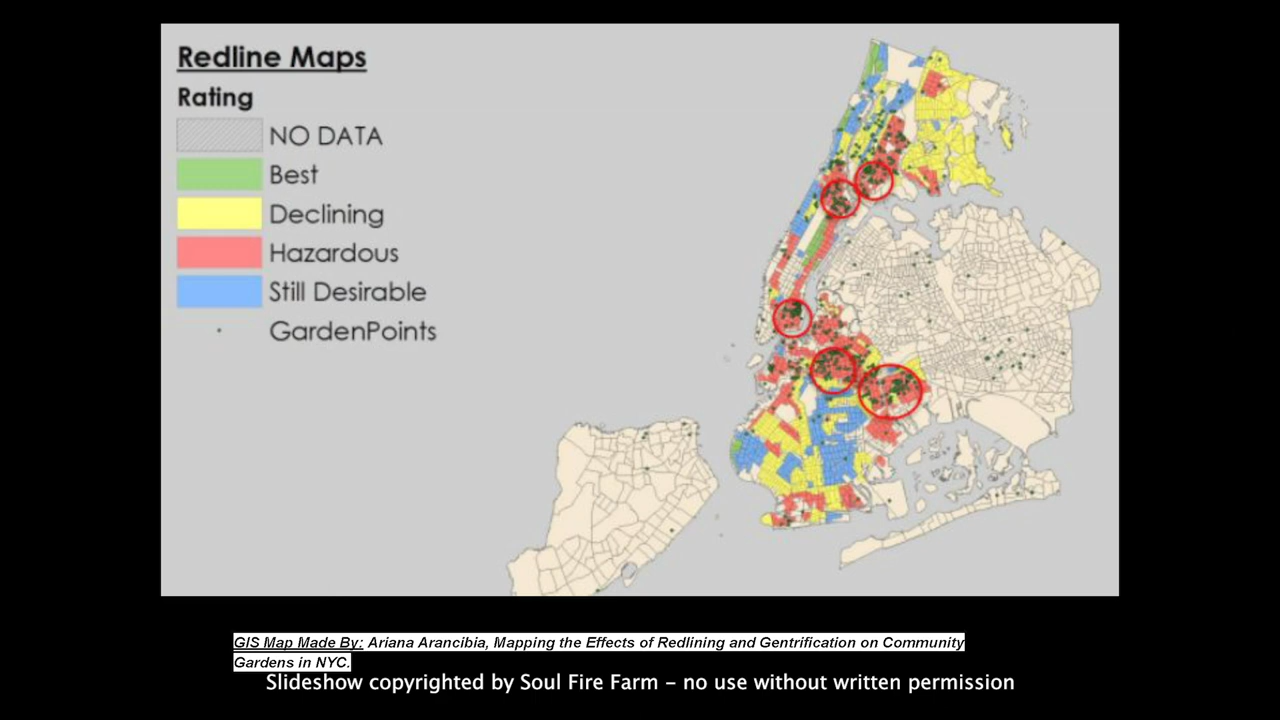 Redline Maps
Rating
NO DATA
Best
Declining
Hazardous
Still Desirable
GardenPoints
GIS Map Made By: Ariana Arancibia, Mapping the Effects of Redlining and Gentrification on Community
Gardens in NYC.
Slideshow copyrighted by Soul Fire Farm – no use without written permission